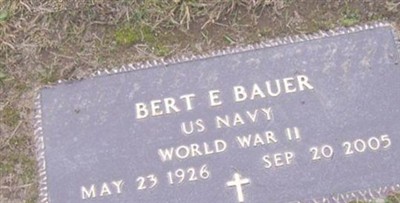 BERT E BAUER
US NAVY
WORLD WAR II
MAY 23 1926 SEP 20 2005